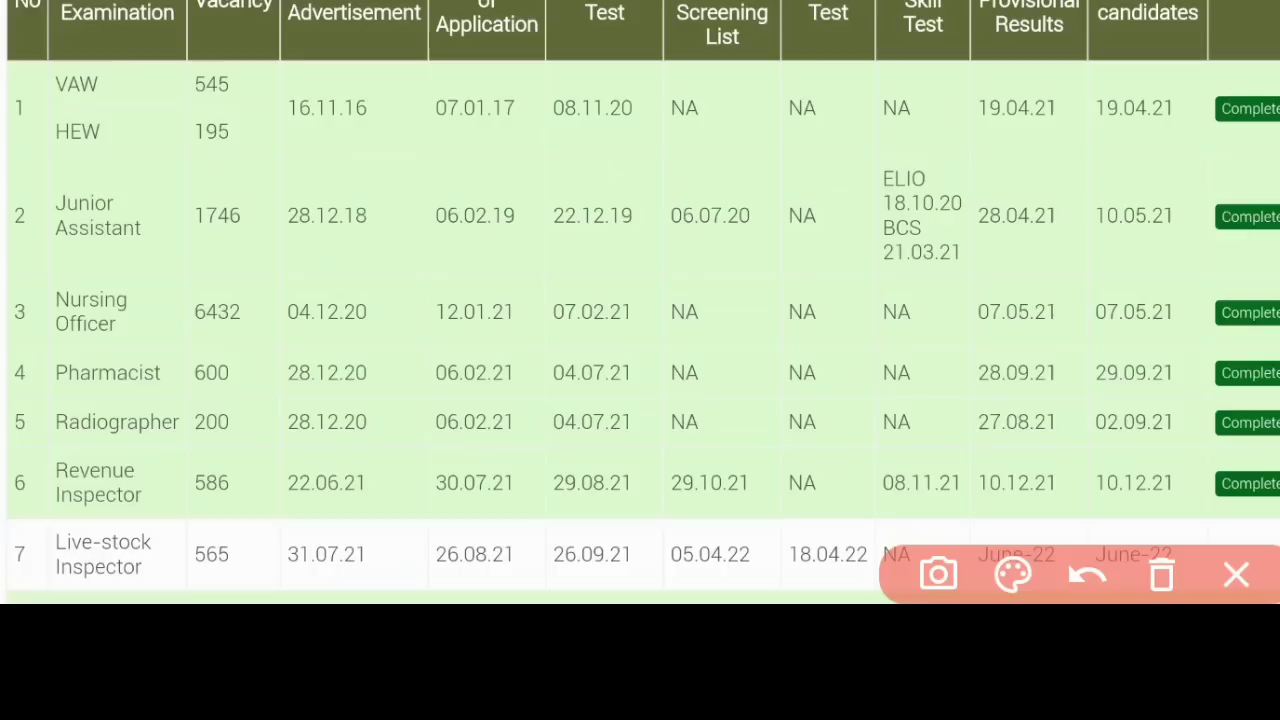 No Examination Vacancy Advertisement of Application Test Screening List Test Skill Test Provisional Results candidates
1 VAW 545 16.11.16 07.01.17 08.11.20 NA NA NA 19.04.21 19.04.21 Complete
HEW 195
2 Junior Assistant 1746 28.12.18 06.02.19 22.12.19 06.07.20 NA ELIO 18.10.20 BCS 21.03.21 28.04.21 10.05.21 Complete
3 Nursing Officer 6432 04.12.20 12.01.21 07.02.21 NA NA NA 07.05.21 07.05.21 Complete
4 Pharmacist 600 28.12.20 06.02.21 04.07.21 NA NA NA 28.09.21 29.09.21 Complete
5 Radiographer 200 28.12.20 06.02.21 04.07.21 NA NA NA 27.08.21 02.09.21 Complete
6 Revenue Inspector 586 22.06.21 30.07.21 29.08.21 29.10.21 NA 08.11.21 10.12.21 10.12.21 Complete
7 Live-stock Inspector 565 31.07.21 26.08.21 26.09.21 05.04.22 18.04.22 NA June-22 June-22